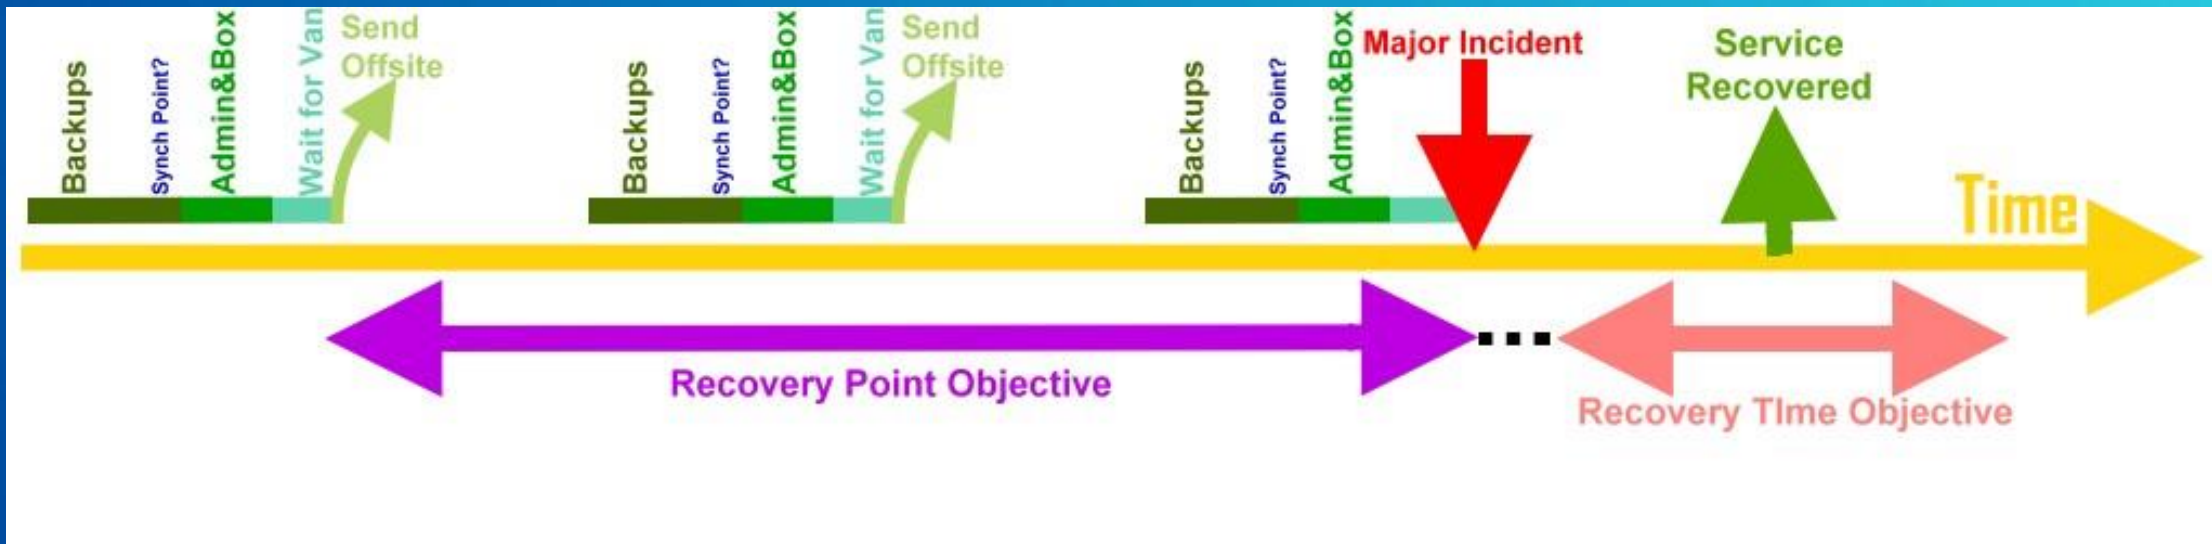 Backups
Synch Point?
Admin&Box
Wait for Van
Send
Offsite
Backups
Synch Point?
Admin&Box
Wait for Van
Send
Offsite
Backups
Synch Point?
Admin&Box
Major Incident
Service
Recovered
Time
Recovery Point Objective
Recovery TIme Objective